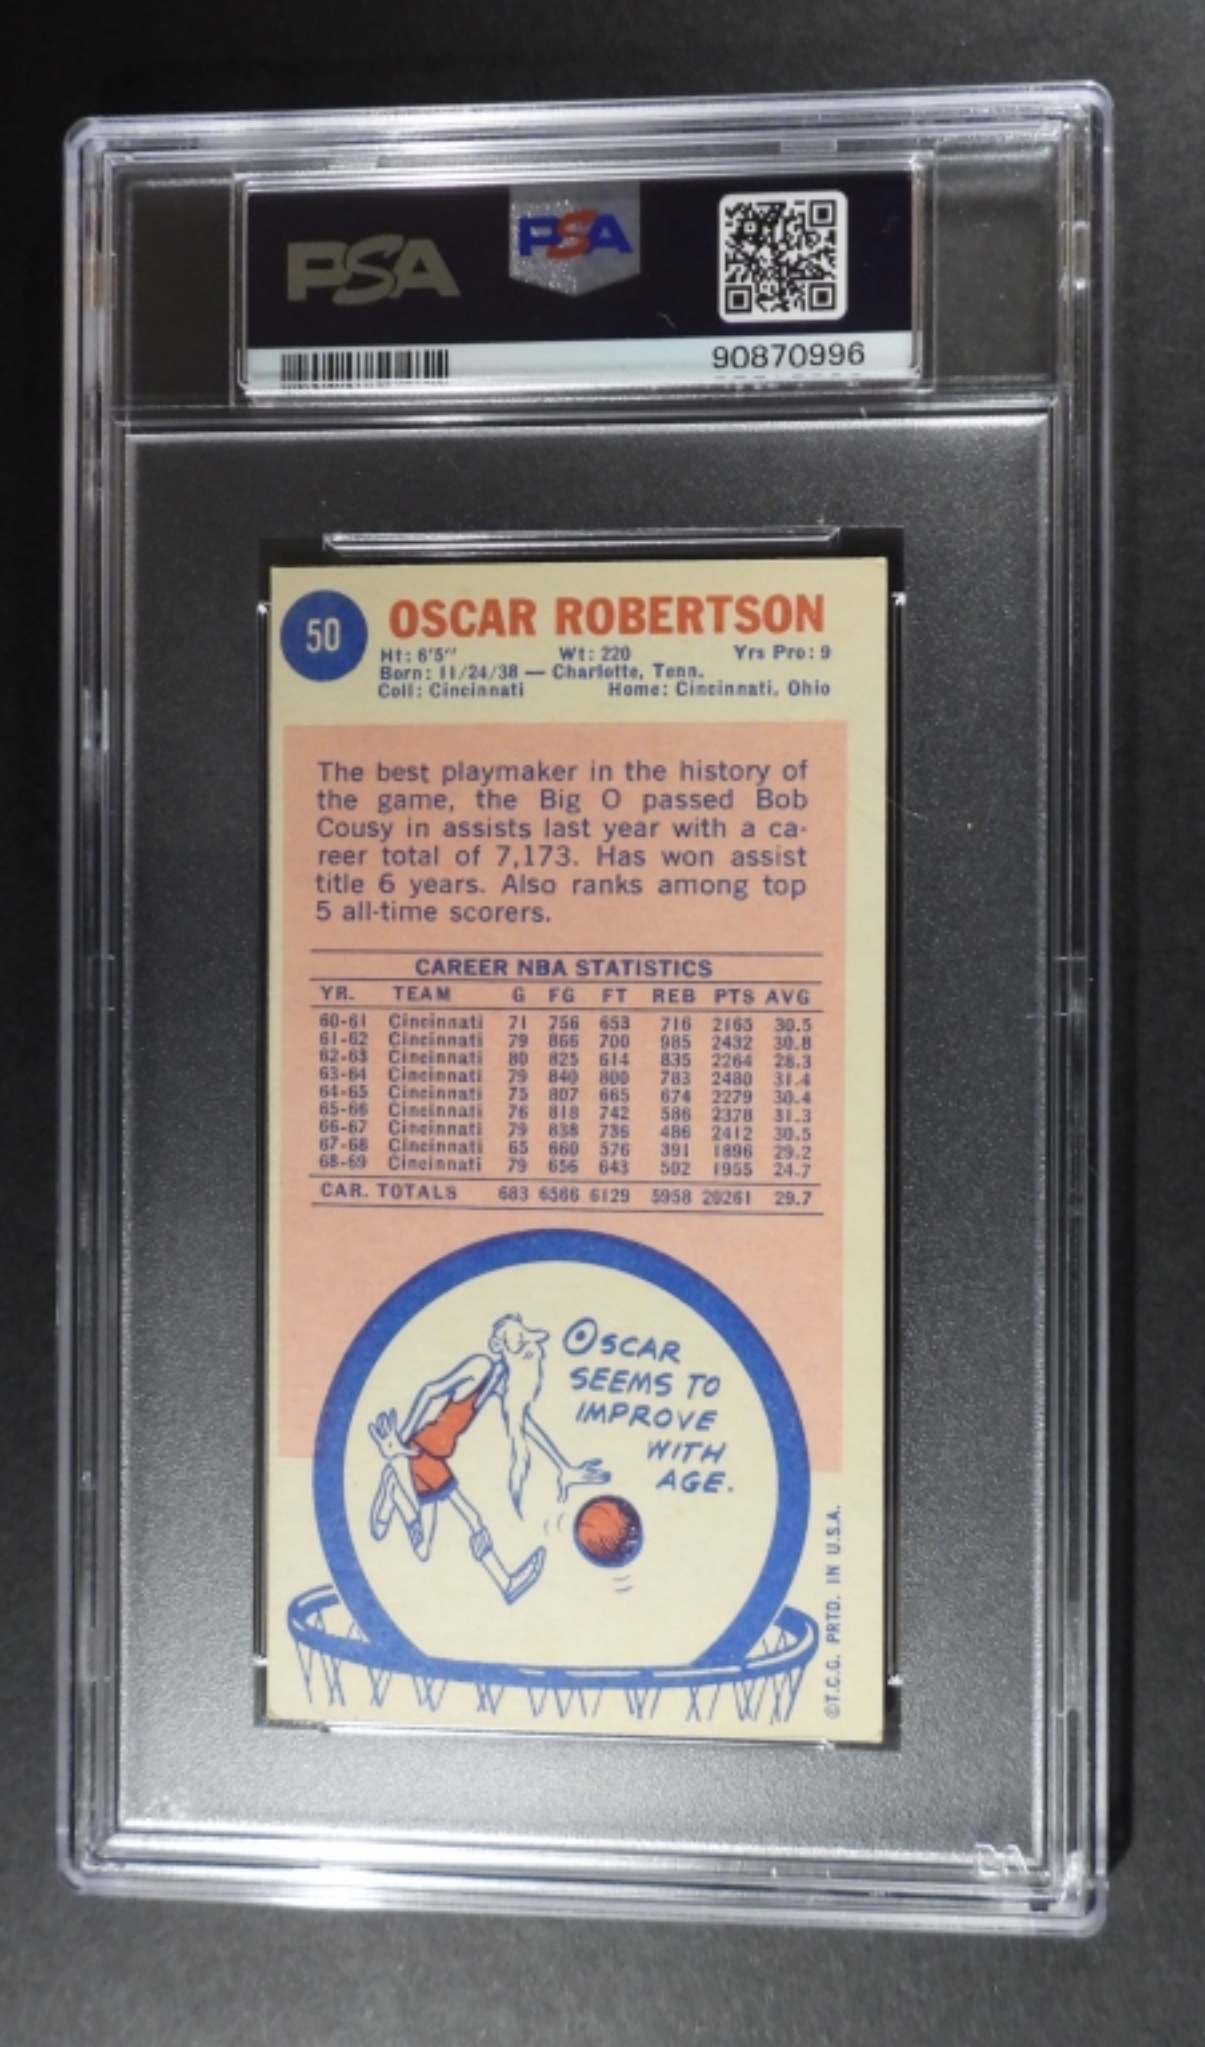 PSA
PSA
90870996
50
OSCAR ROBERTSON
Ht: 6'5" Wt: 220 Yrs Pro: 9
Born: 11/24/38 — Charlotte, Tenn.
Coll: Cincinnati Home: Cincinnati, Ohio
The best playmaker in the history of
the game, the Big O passed Bob
Cousy in assists last year with a ca-
reer total of 7,173. Has won assist
title 6 years. Also ranks among top
5 all-time scorers.
CAREER NBA STATISTICS
YR. TEAM G FG FT REB PTS AVG
60-61 Cincinnati 71 756 653 716 2165 30.5
61-62 Cincinnati 79 866 700 985 2432 30.8
62-63 Cincinnati 80 825 614 835 2264 28.3
63-64 Cincinnati 79 840 800 783 2480 31.4
64-65 Cincinnati 75 807 665 674 2279 30.4
65-66 Cincinnati 76 818 742 586 2378 31.3
66-67 Cincinnati 79 838 736 486 2412 30.5
67-68 Cincinnati 65 660 576 391 1896 29.2
68-69 Cincinnati 79 656 643 502 1955 24.7
CAR. TOTALS 683 6566 6129 5958 20261 29.7
OSCAR
SEEMS TO
IMPROVE
WITH
AGE.
©T.C.G. PRTD. IN U.S.A.